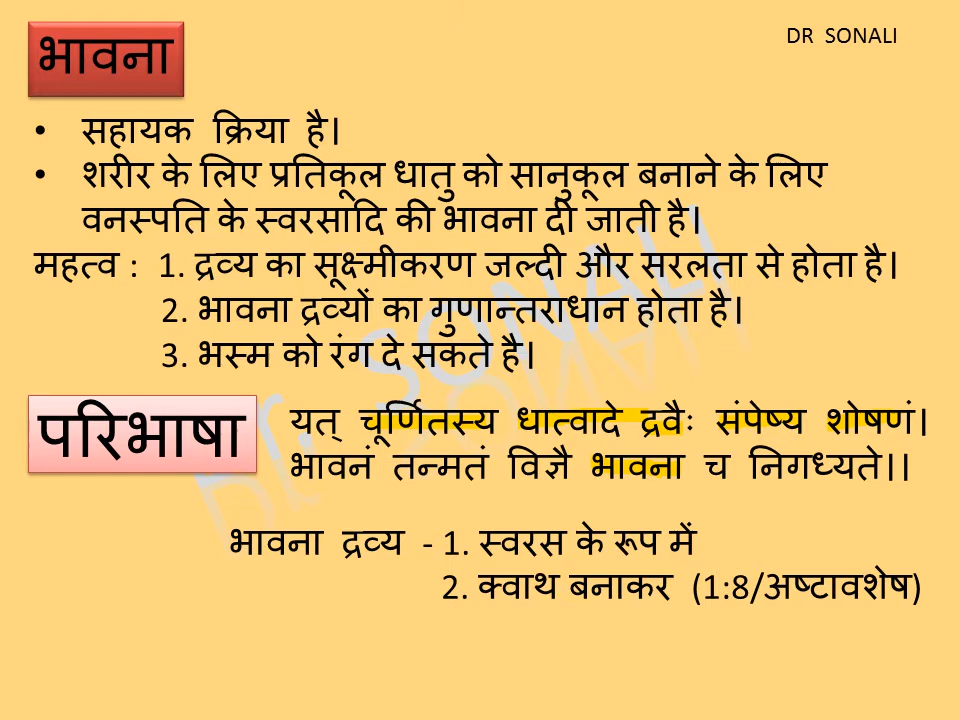 DR SONALI
भावना
• सहायक क्रिया है।
• शरीर के लिए प्रतिकूल धातु को सानुकूल बनाने के लिए
वनस्पति के स्वरसादि की भावना दी जाती है।
महत्व : 1. द्रव्य का सूक्ष्मीकरण जल्दी और सरलता से होता है।
2. भावना द्रव्यों का गुणान्तराधान होता है।
3. भस्म को रंग दे सकते है।
परिभाषा
यत् चूर्णितस्य धात्वादे द्रवैः संपेष्य शोषणं।
भावनं तन्मतं विज्ञै भावना च निगध्यते।।
भावना द्रव्य - 1. स्वरस के रूप में
2. क्वाथ बनाकर (1:8/अष्टावशेष)
Dr. SONALI